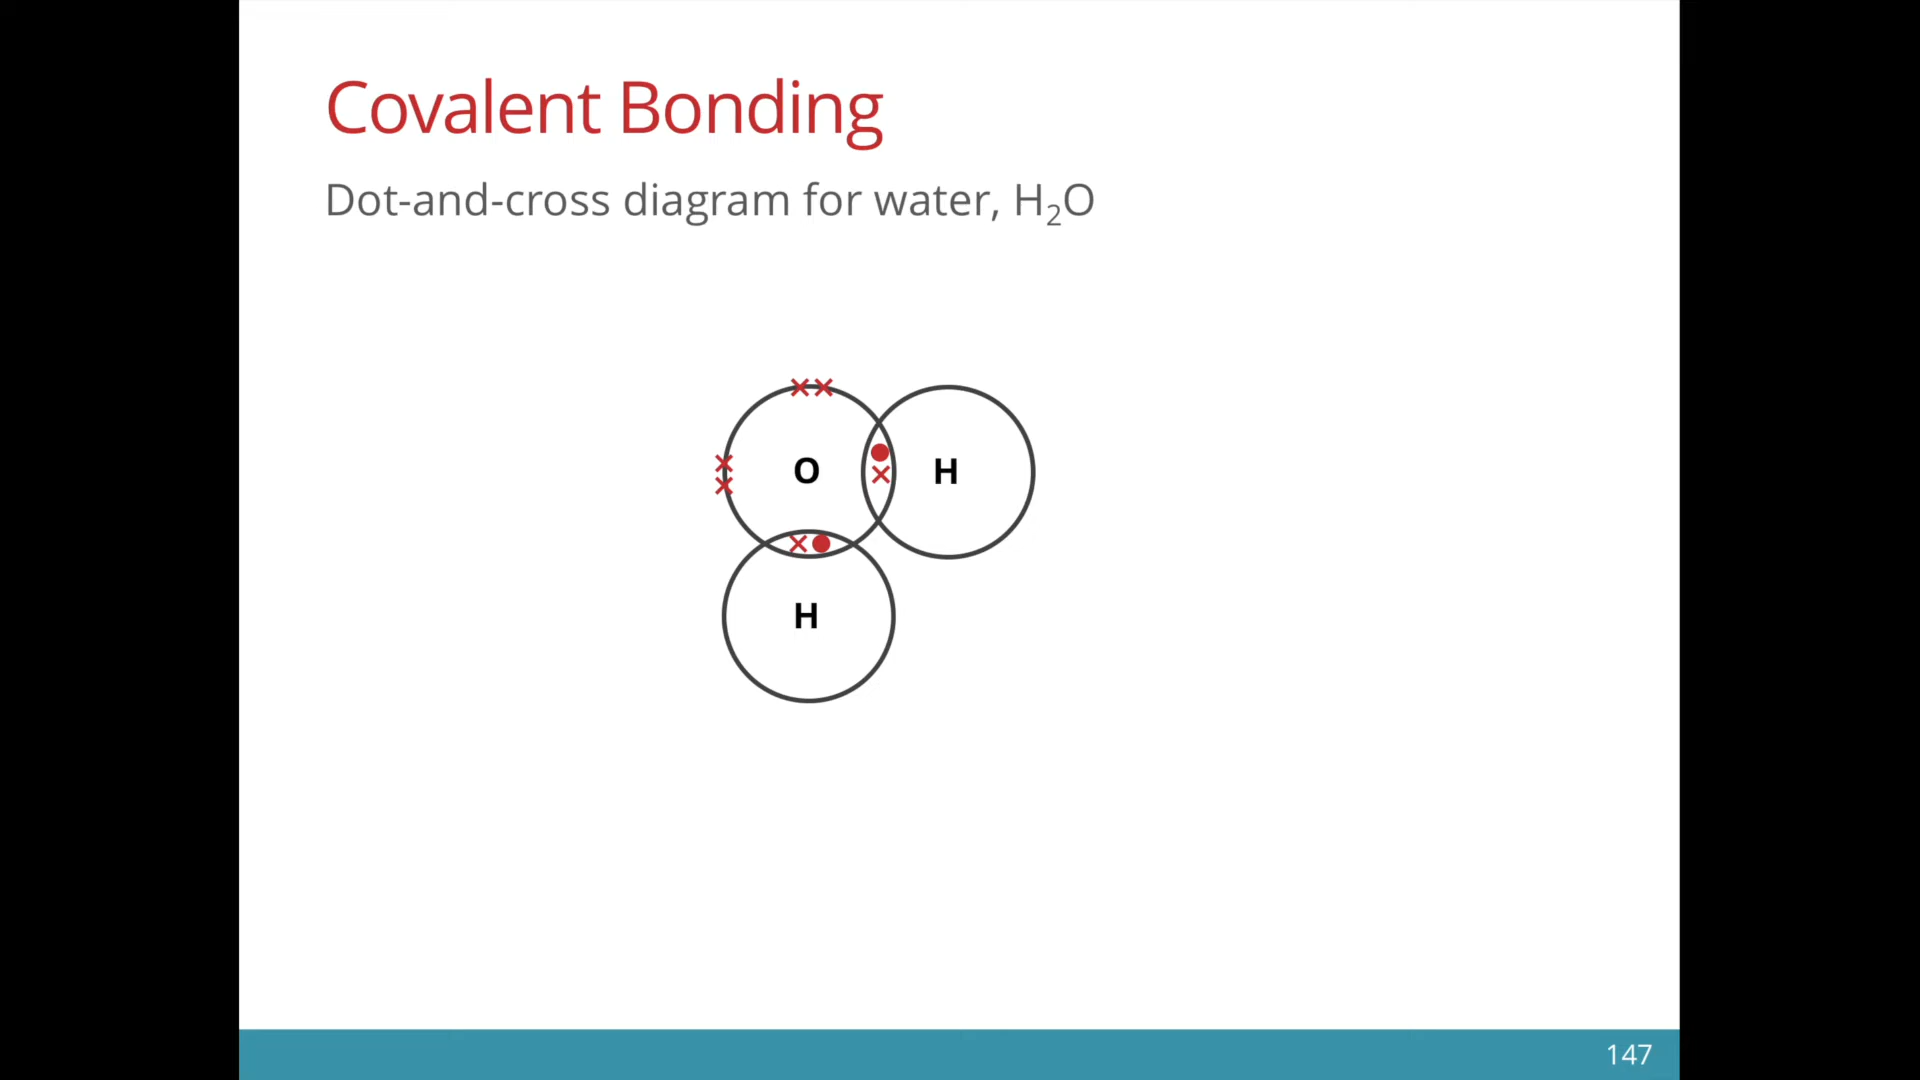 Covalent Bonding
Dot-and-cross diagram for water, H₂O
O
H
H
147